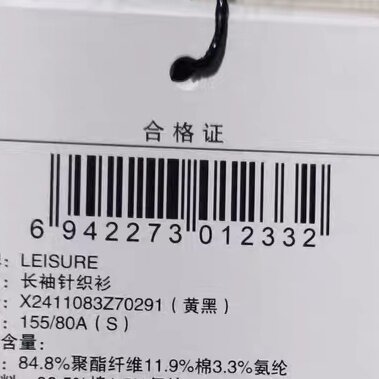 合格证
6 942273 012332
: LEISURE
: 长袖针织衫
: X2411083Z70291（黄黑）
: 155/80A（S）
含量：
: 84.8%聚酯纤维11.9%棉3.3%氨纶